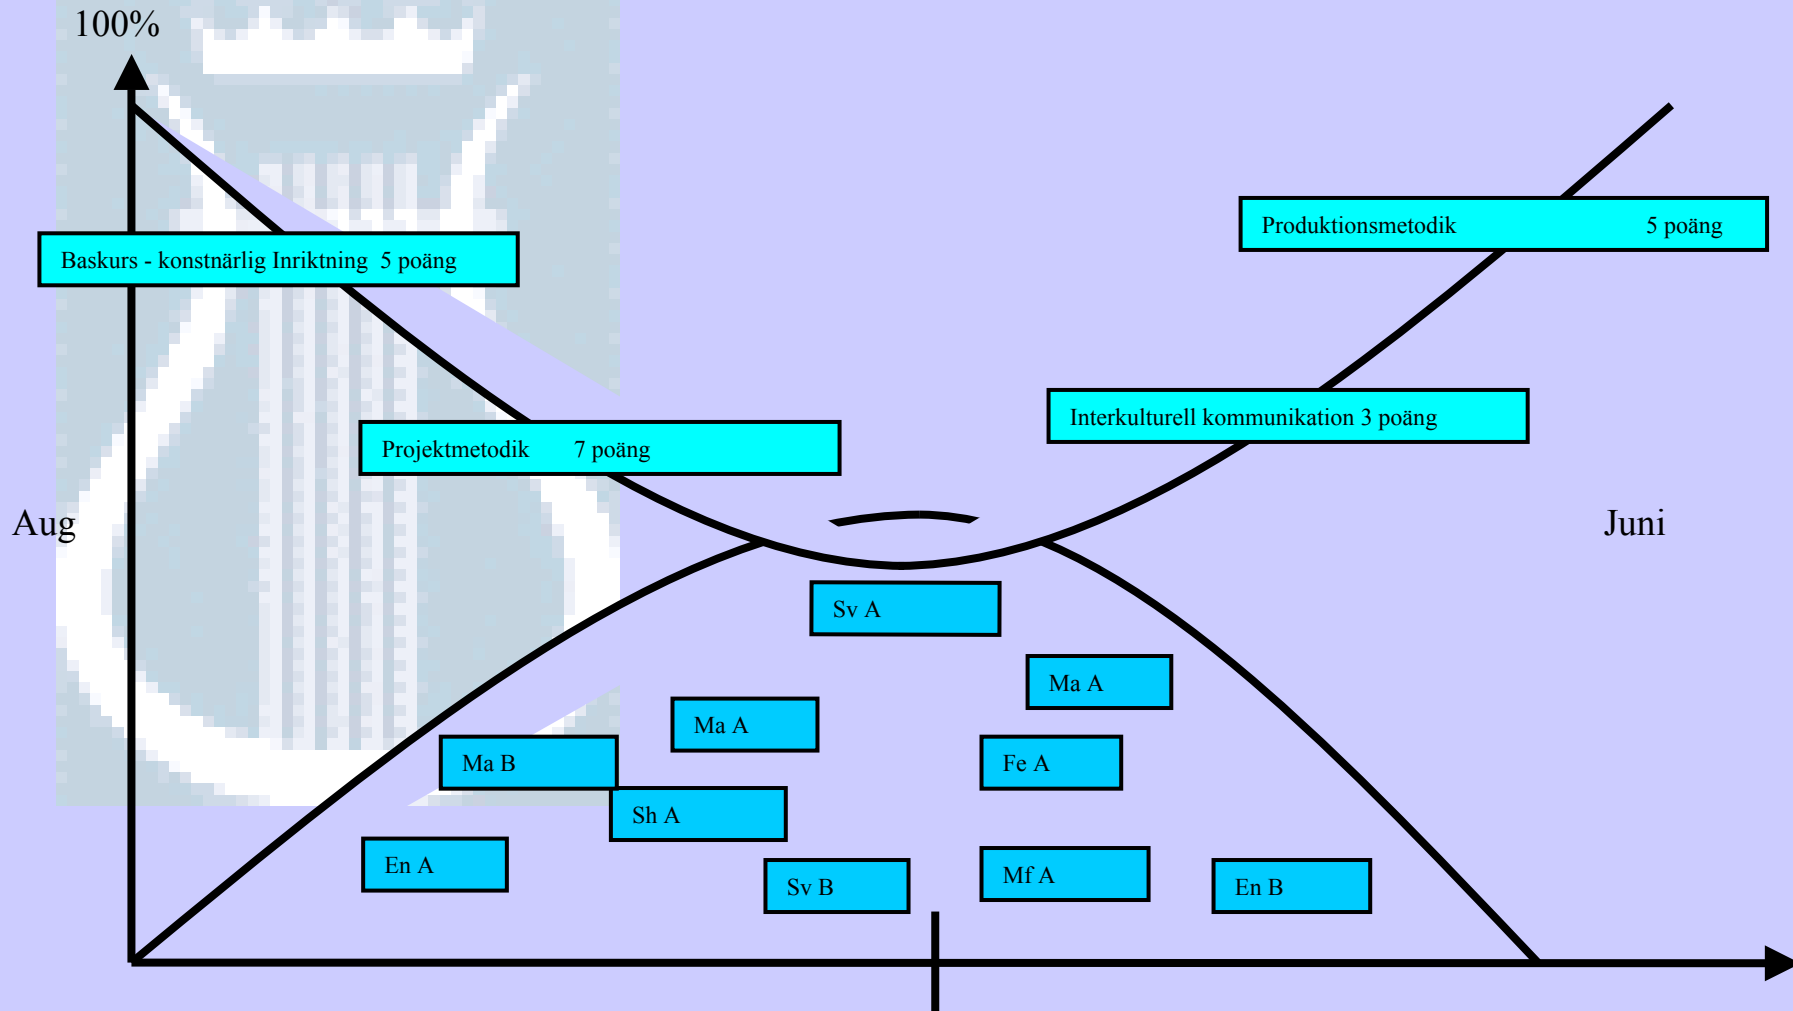 100%
Produktionsmetodik 5 poäng
Baskurs - konstnärlig Inriktning 5 poäng
Interkulturell kommunikation 3 poäng
Projektmetodik 7 poäng
Aug
Juni
Sv A
Ma A
Ma A
Ma B
Fe A
Sh A
En A
Mf A
Sv B
En B